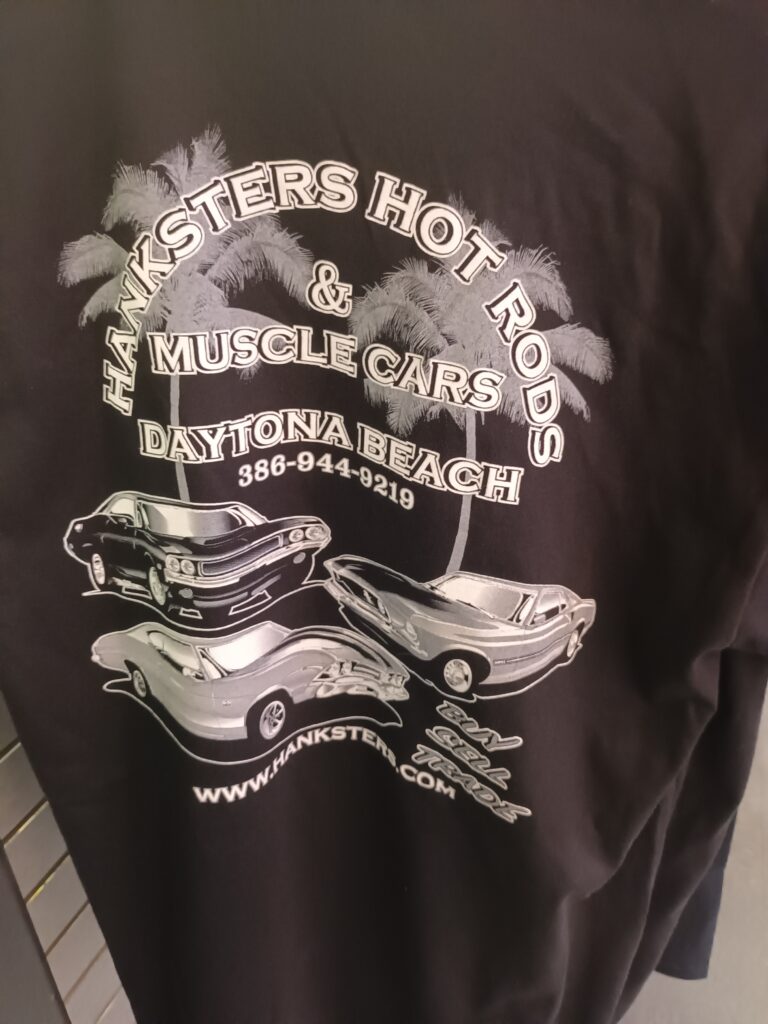 HANKSTERS HOT RODS
&
MUSCLE CARS
DAYTONA BEACH
386-944-9219
BUY
SELL
TRADE
WWW.HANKSTERS.COM